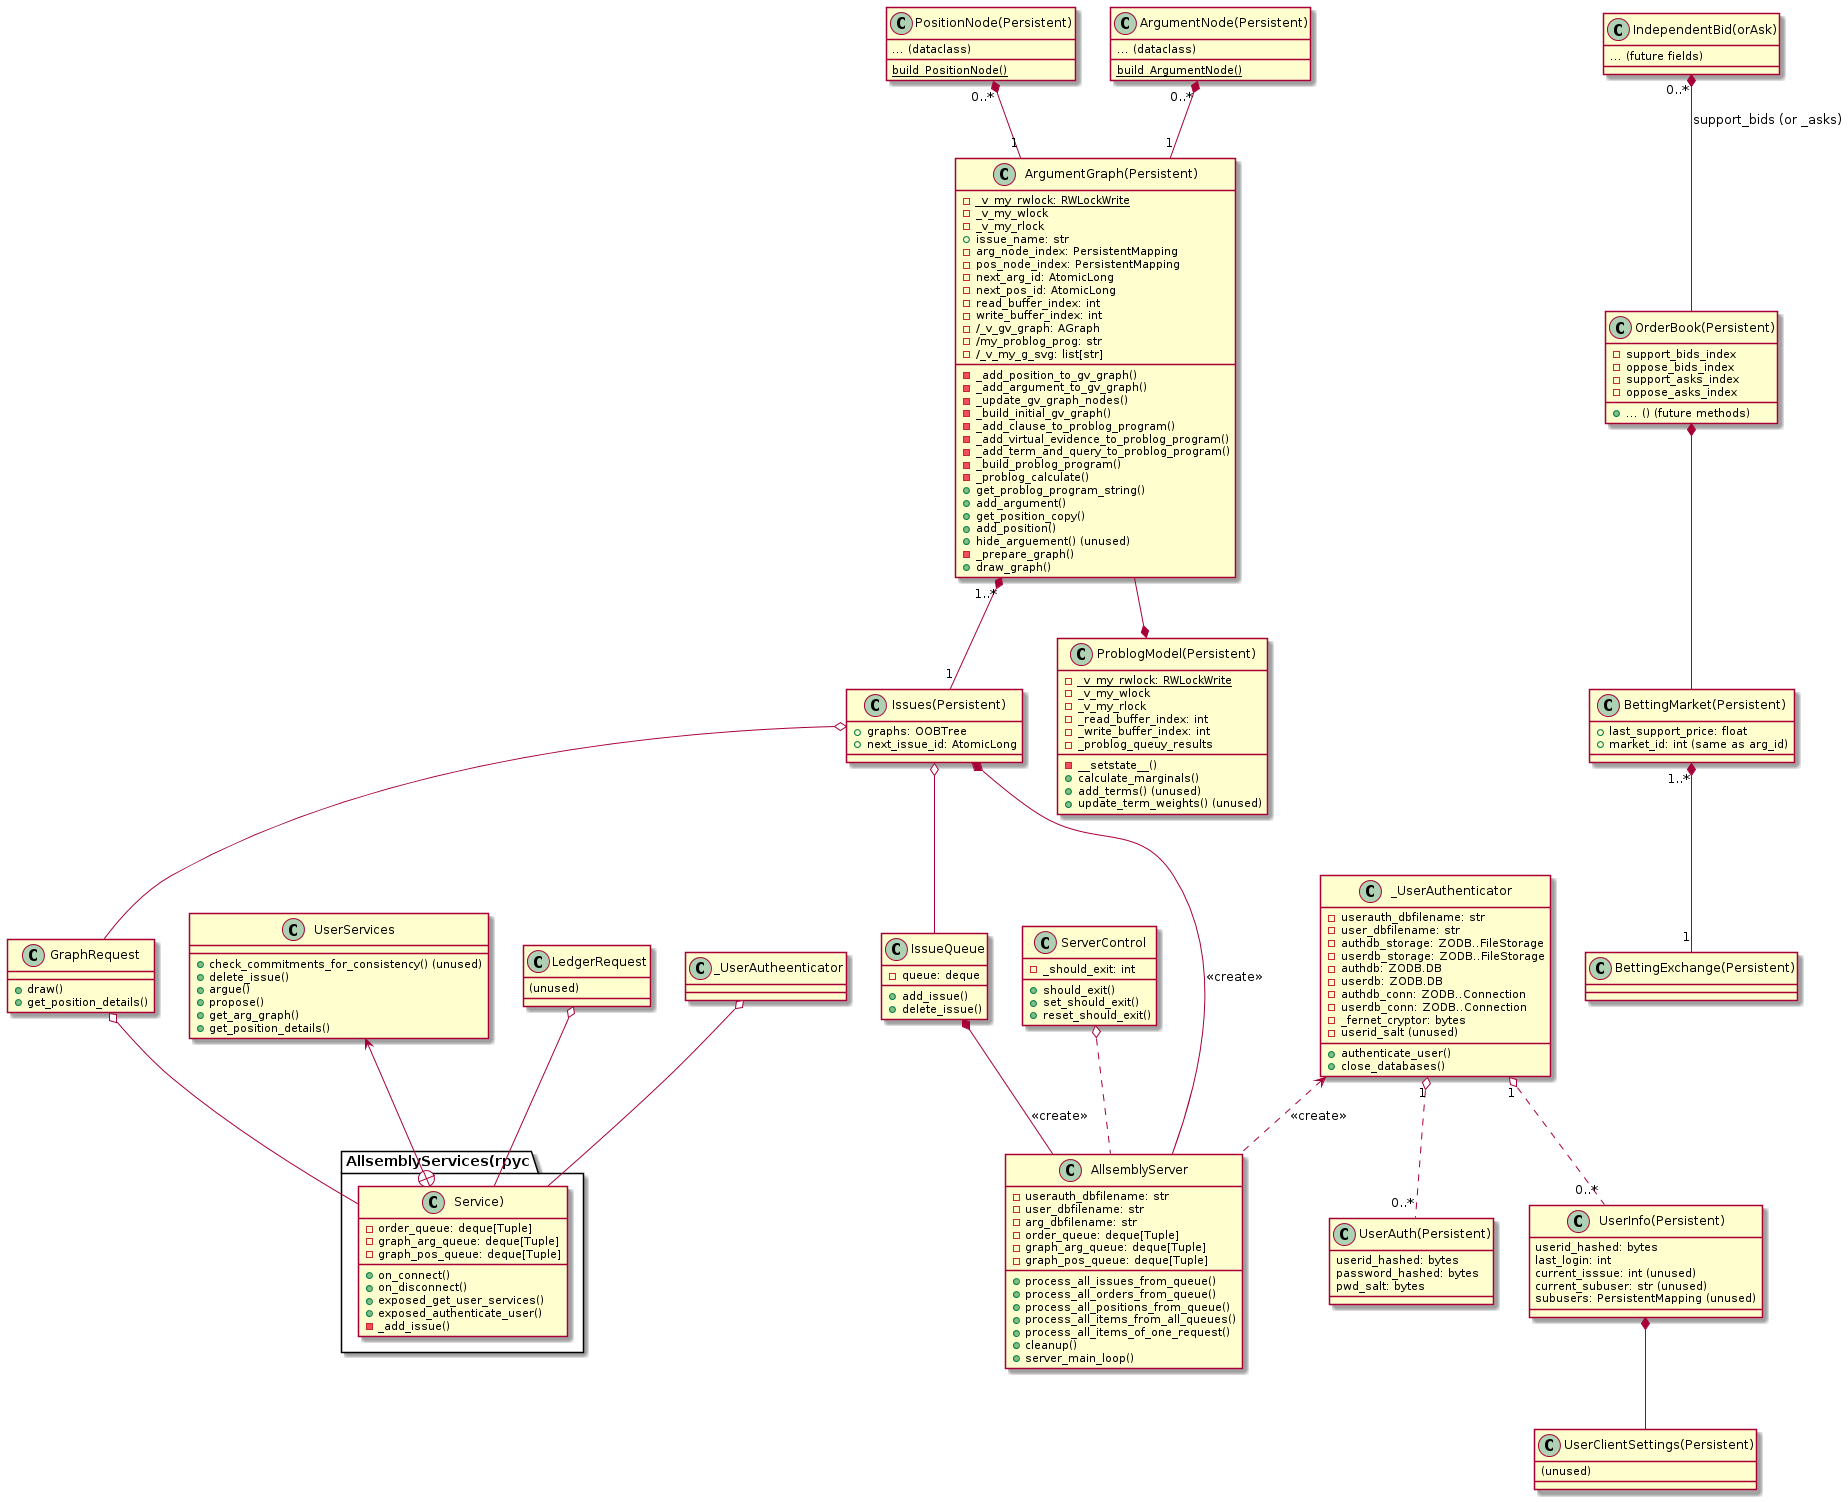 PositionNode(Persistent)
... (dataclass)
build_PositionNode()
ArgumentNode(Persistent)
... (dataclass)
build_ArgumentNode()
IndependentBid(orAsk)
... (future fields)
0..*
0..*
0..*
support_bids (or _asks)
1
1
ArgumentGraph(Persistent)
_v_my_rwlock: RWLockWrite
_v_my_wlock
_v_my_rlock
issue_name: str
arg_node_index: PersistentMapping
pos_node_index: PersistentMapping
next_arg_id: AtomicLong
next_pos_id: AtomicLong
read_buffer_index: int
write_buffer_index: int
/_v_gv_graph: AGraph
/my_problog_prog: str
/_v_my_g_svg: list[str]
_add_position_to_gv_graph()
_add_argument_to_gv_graph()
_update_gv_graph_nodes()
_build_initial_gv_graph()
_add_clause_to_problog_program()
_add_virtual_evidence_to_problog_program()
_add_term_and_query_to_problog_program()
_build_problog_program()
_problog_calculate()
get_problog_program_string()
add_argument()
get_position_copy()
add_position()
hide_arguement() (unused)
_prepare_graph()
draw_graph()
OrderBook(Persistent)
support_bids_index
oppose_bids_index
support_asks_index
oppose_asks_index
... () (future methods)
1..*
1
ProblogModel(Persistent)
_v_my_rwlock: RWLockWrite
_v_my_wlock
_v_my_rlock
_read_buffer_index: int
_write_buffer_index: int
_problog_queuy_results
__setstate__()
calculate_marginals()
add_terms() (unused)
update_term_weights() (unused)
Issues(Persistent)
graphs: OOBTree
next_issue_id: AtomicLong
BettingMarket(Persistent)
last_support_price: float
market_id: int (same as arg_id)
1..*
1
BettingExchange(Persistent)
GraphRequest
draw()
get_position_details()
UserServices
check_commitments_for_consistency() (unused)
delete_issue()
argue()
propose()
get_arg_graph()
get_position_details()
LedgerRequest
(unused)
_UserAutheenticator
IssueQueue
queue: deque
add_issue()
delete_issue()
ServerControl
_should_exit: int
should_exit()
set_should_exit()
reset_should_exit()
«create»
_UserAuthenticator
userauth_dbfilename: str
user_dbfilename: str
authdb_storage: ZODB..FileStorage
userdb_storage: ZODB..FileStorage
authdb: ZODB.DB
userdb: ZODB.DB
authdb_conn: ZODB..Connection
userdb_conn: ZODB..Connection
_fernet_cryptor: bytes
userid_salt (unused)
authenticate_user()
close_databases()
«create»
«create»
1
1
0..*
0..*
AllsemblyServices(rpyc
Service)
order_queue: deque[Tuple]
graph_arg_queue: deque[Tuple]
graph_pos_queue: deque[Tuple]
on_connect()
on_disconnect()
exposed_get_user_services()
exposed_authenticate_user()
_add_issue()
AllsemblyServer
userauth_dbfilename: str
user_dbfilename: str
arg_dbfilename: str
order_queue: deque[Tuple]
graph_arg_queue: deque[Tuple]
graph_pos_queue: deque[Tuple]
process_all_issues_from_queue()
process_all_orders_from_queue()
process_all_positions_from_queue()
process_all_items_from_all_queues()
process_all_items_of_one_request()
cleanup()
server_main_loop()
UserAuth(Persistent)
userid_hashed: bytes
password_hashed: bytes
pwd_salt: bytes
UserInfo(Persistent)
userid_hashed: bytes
last_login: int
current_isssue: int (unused)
current_subuser: str (unused)
subusers: PersistentMapping (unused)
UserClientSettings(Persistent)
(unused)